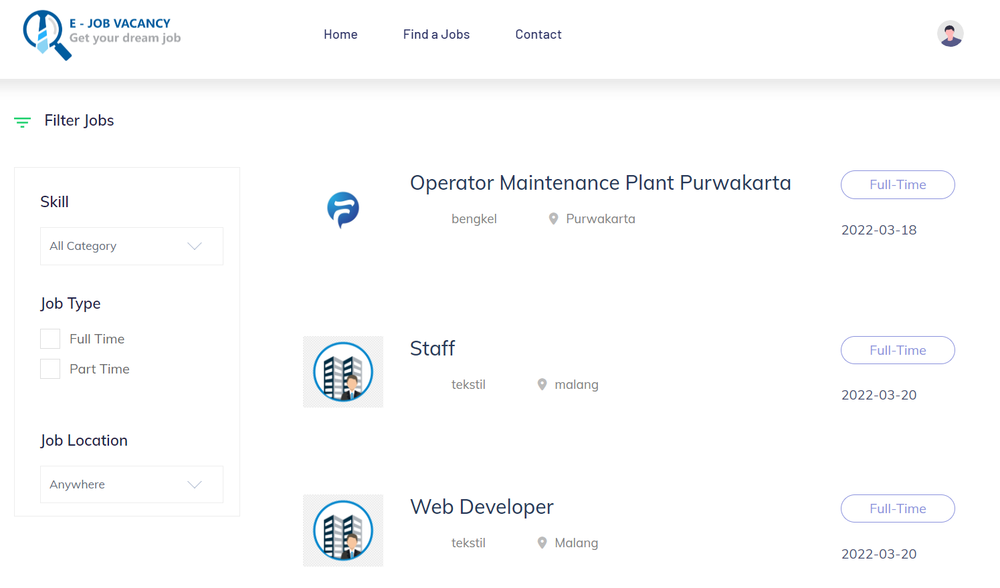 E - JOB VACANCY
Get your dream job
Home
Find a Jobs
Contact
Filter Jobs
Skill
All Category
Job Type
Full Time
Part Time
Job Location
Anywhere
Operator Maintenance Plant Purwakarta
bengkel
Purwakarta
Full-Time
2022-03-18
Staff
tekstil
malang
Full-Time
2022-03-20
Web Developer
tekstil
Malang
Full-Time
2022-03-20